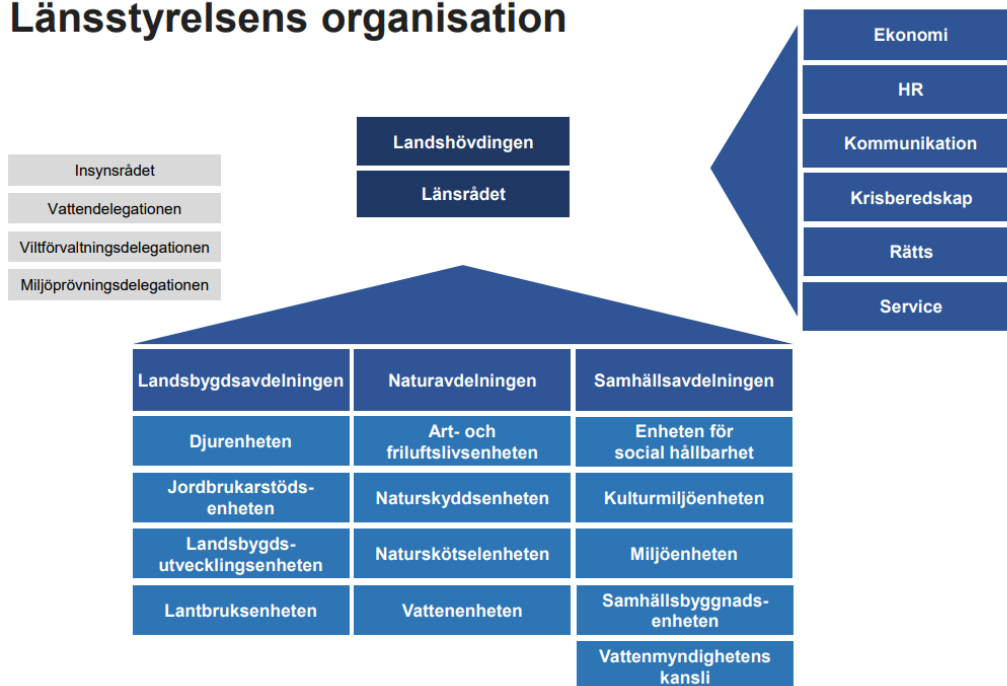 Länsstyrelsens organisation
Landshövdingen
Länsrådet
Insynsrådet
Vattendelegationen
Viltförvaltningsdelegationen
Miljöprövningsdelegationen
Ekonomi
HR
Kommunikation
Krisberedskap
Rätts
Service
Landsbygdsavdelningen
Djurenheten
Jordbrukarstöds-
enheten
Landsbygds-
utvecklingsenheten
Lantbruksenheten
Naturavdelningen
Art- och
friluftslivsenheten
Naturskyddsenheten
Naturskötselenheten
Vattenenheten
Samhällsavdelningen
Enheten för
social hållbarhet
Kulturmiljöenheten
Miljöenheten
Samhällsbyggnads-
enheten
Vattenmyndighetens
kansli